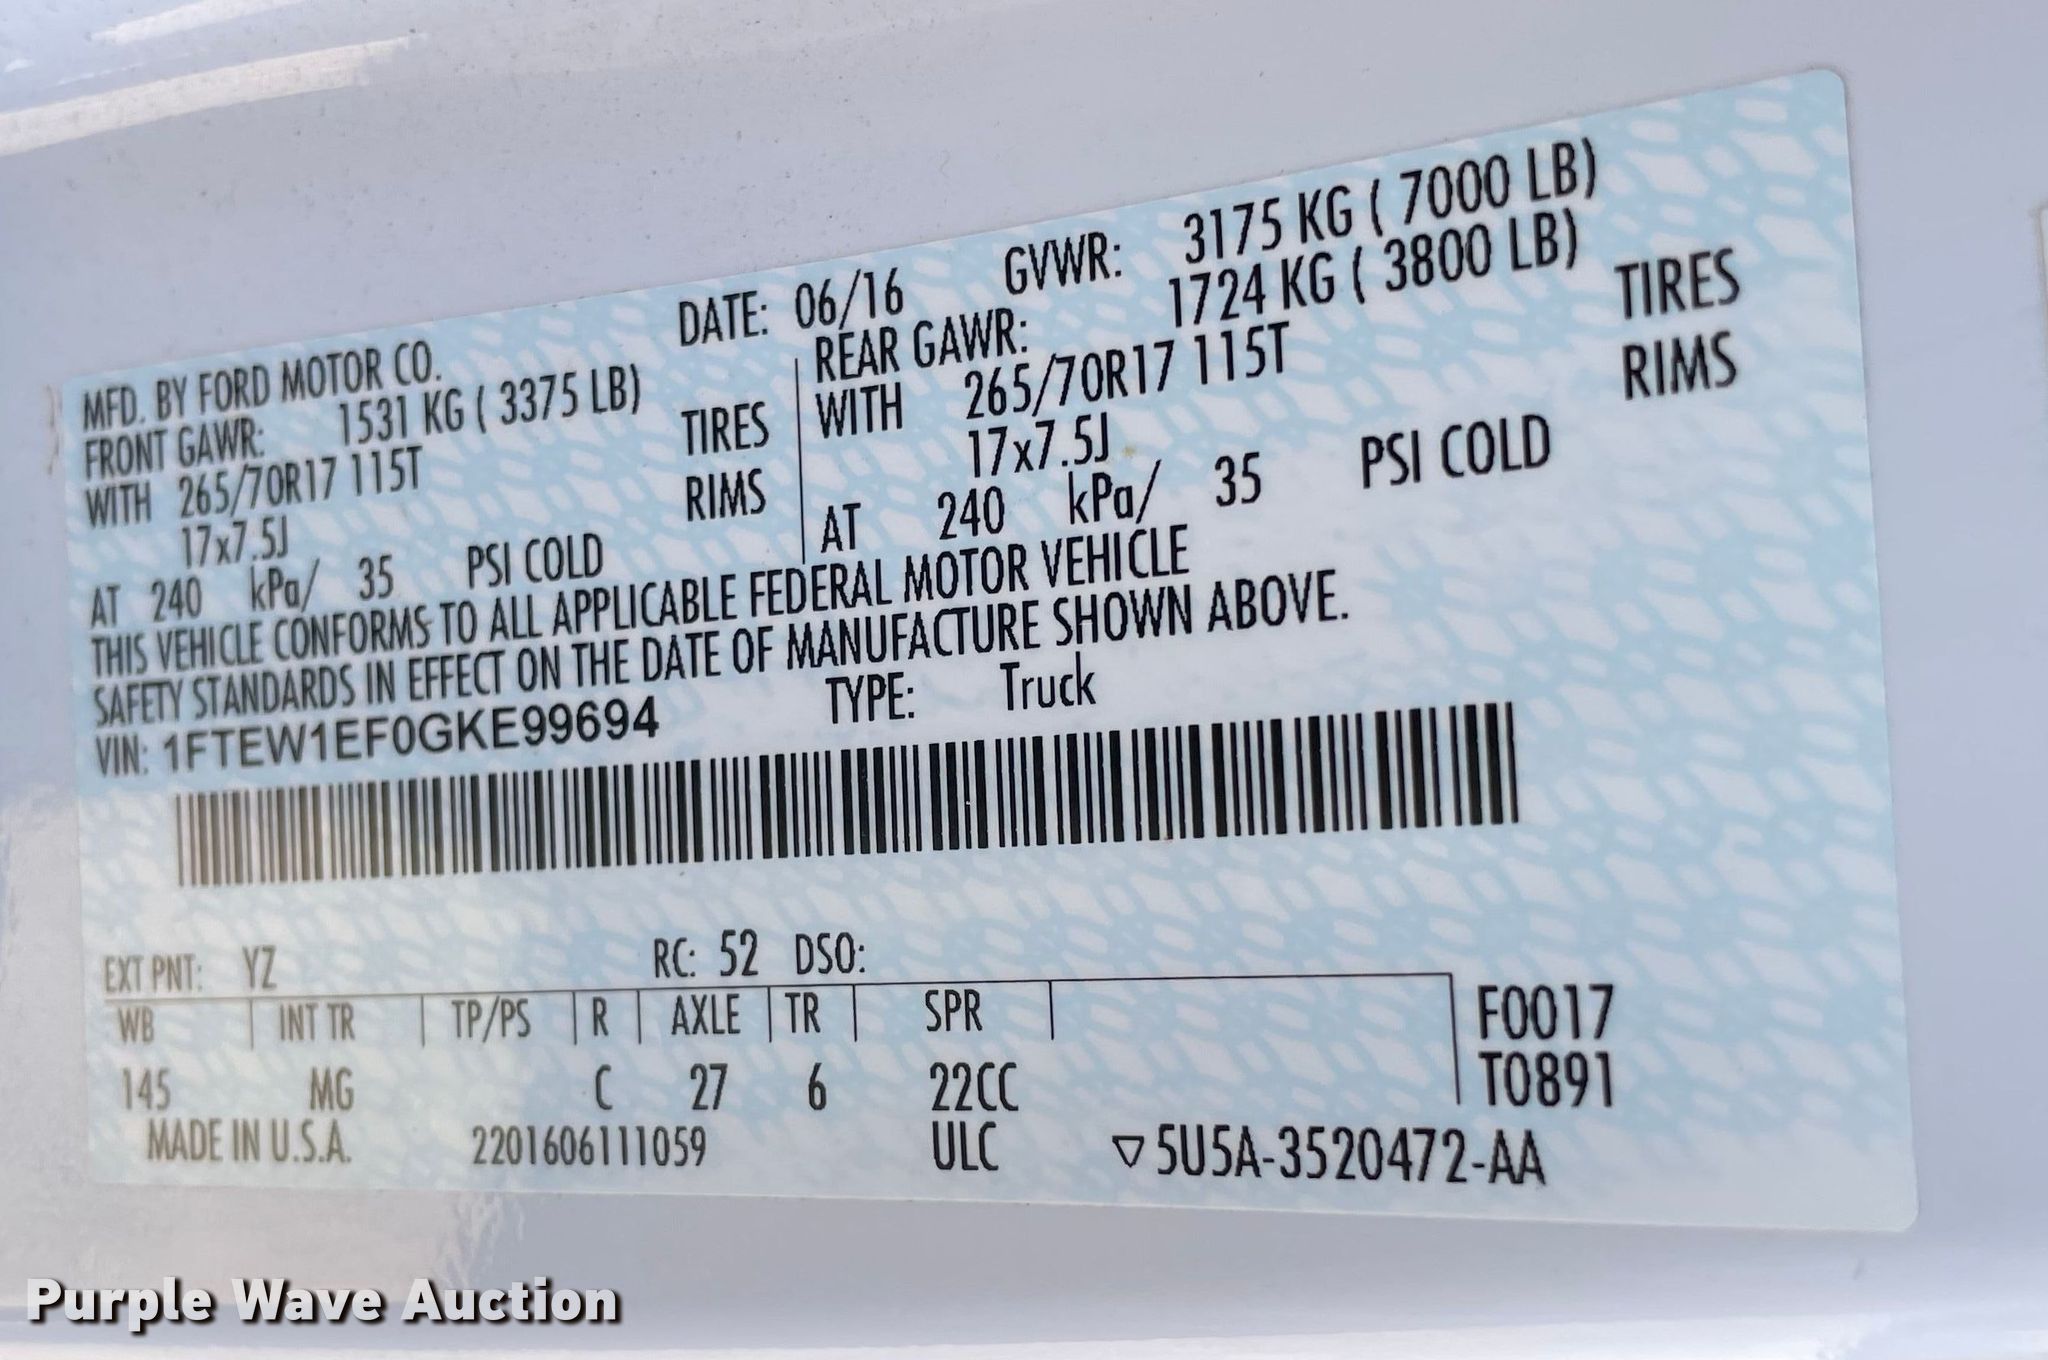 DATE: 06/16 GVWR: 3175 KG ( 7000 LB)
MFD. BY FORD MOTOR CO.
FRONT GAWR: 1531 KG ( 3375 LB)
WITH 265/70R17 115T TIRES
17x7.5J RIMS
AT 240 kPa/ 35 PSI COLD
REAR GAWR: 1724 KG ( 3800 LB)
WITH 265/70R17 115T TIRES
17x7.5J RIMS
AT 240 kPa/ 35 PSI COLD
THIS VEHICLE CONFORMS TO ALL APPLICABLE FEDERAL MOTOR VEHICLE
SAFETY STANDARDS IN EFFECT ON THE DATE OF MANUFACTURE SHOWN ABOVE.
VIN: 1FTEW1EF0GKE99694 TYPE: Truck
EXT PNT: YZ RC: 52 DSO:
WB INT TR TP/PS R AXLE TR SPR F0017
145 MG C 27 6 22CC T0891
MADE IN U.S.A. 2201606111059 ULC ▽5U5A-3520472-AA
Purple Wave Auction